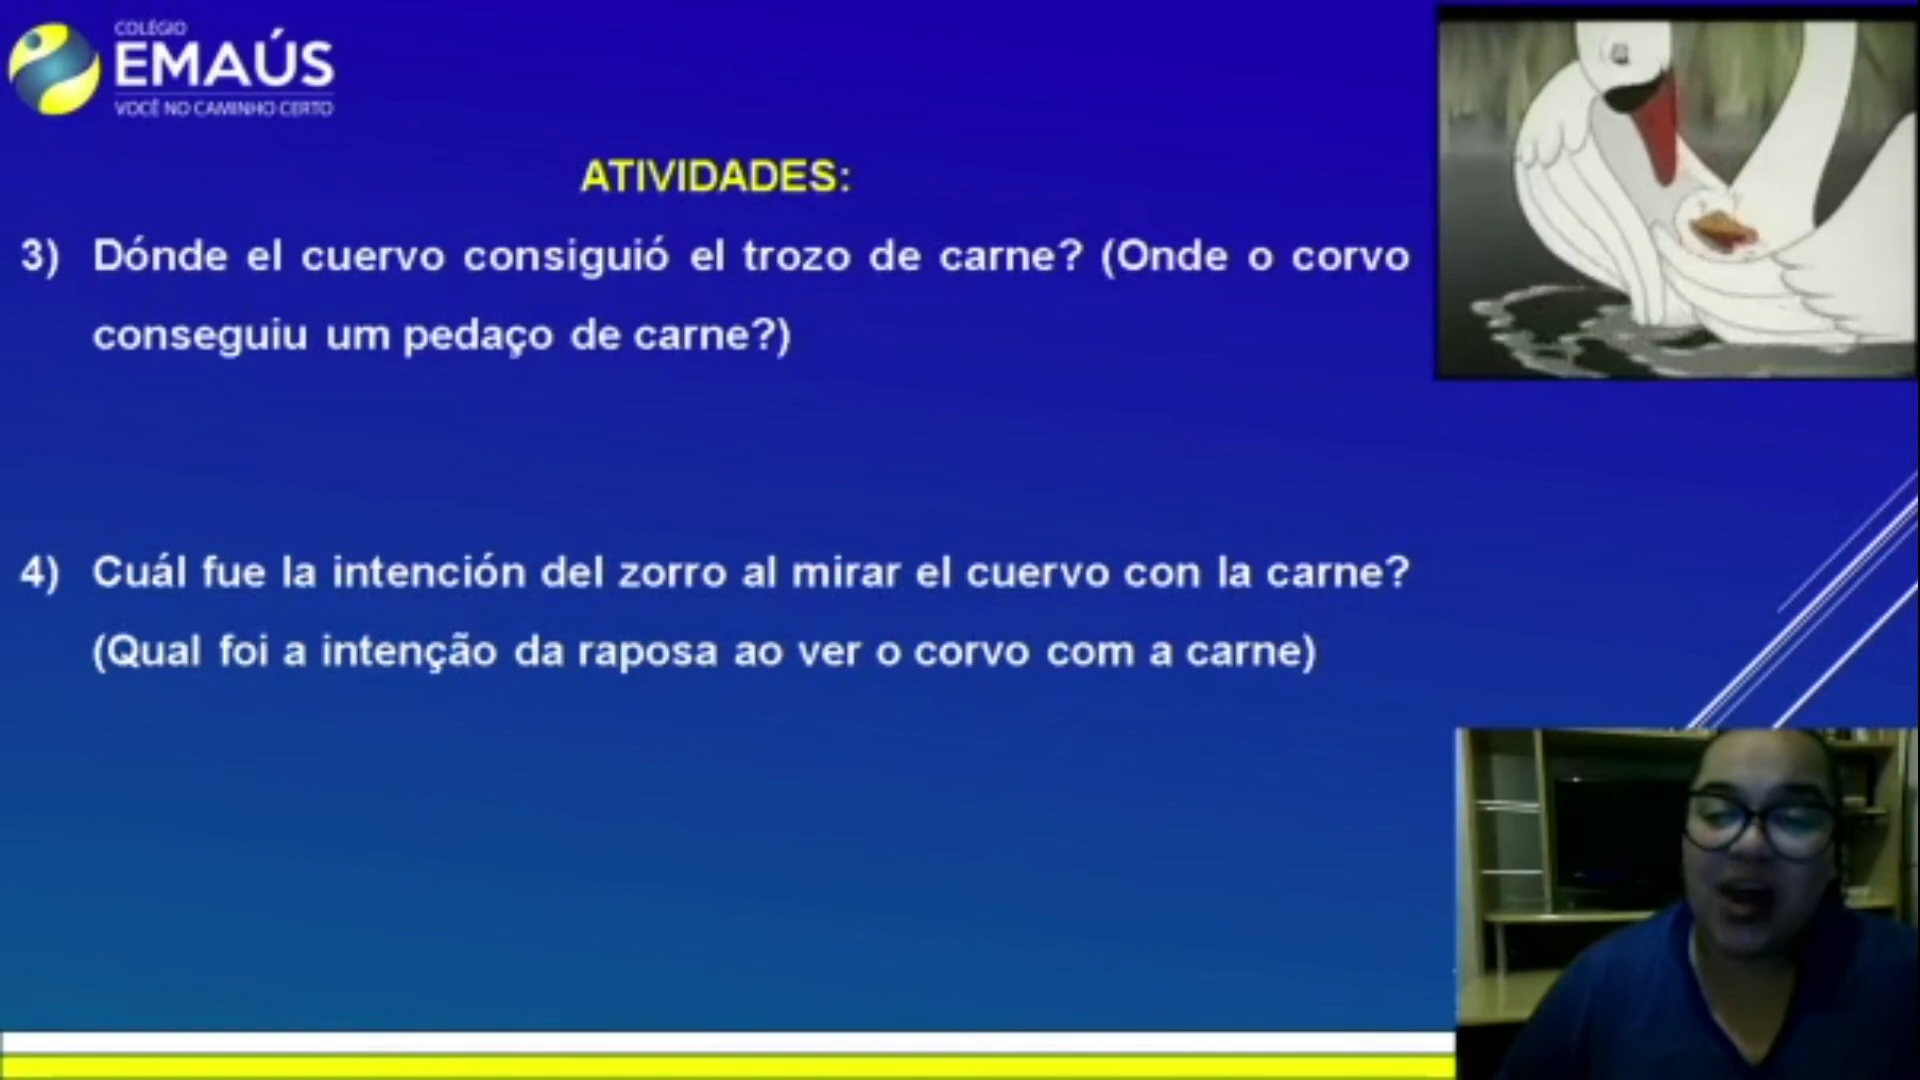 COLÉGIO
EMAÚS
VOCÊ NO CAMINHO CERTO
ATIVIDADES:
3) Dónde el cuervo consiguió el trozo de carne? (Onde o corvo
conseguiu um pedaço de carne?)
4) Cuál fue la intención del zorro al mirar el cuervo con la carne?
(Qual foi a intenção da raposa ao ver o corvo com a carne)